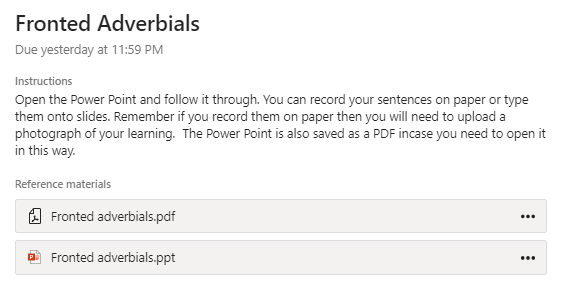 Fronted Adverbials
Due yesterday at 11:59 PM
Instructions
Open the Power Point and follow it through. You can record your sentences on paper or type
them onto slides. Remember if you record them on paper then you will need to upload a
photograph of your learning.  The Power Point is also saved as a PDF incase you need to open it
in this way.
Reference materials
Fronted adverbials.pdf
Fronted adverbials.ppt